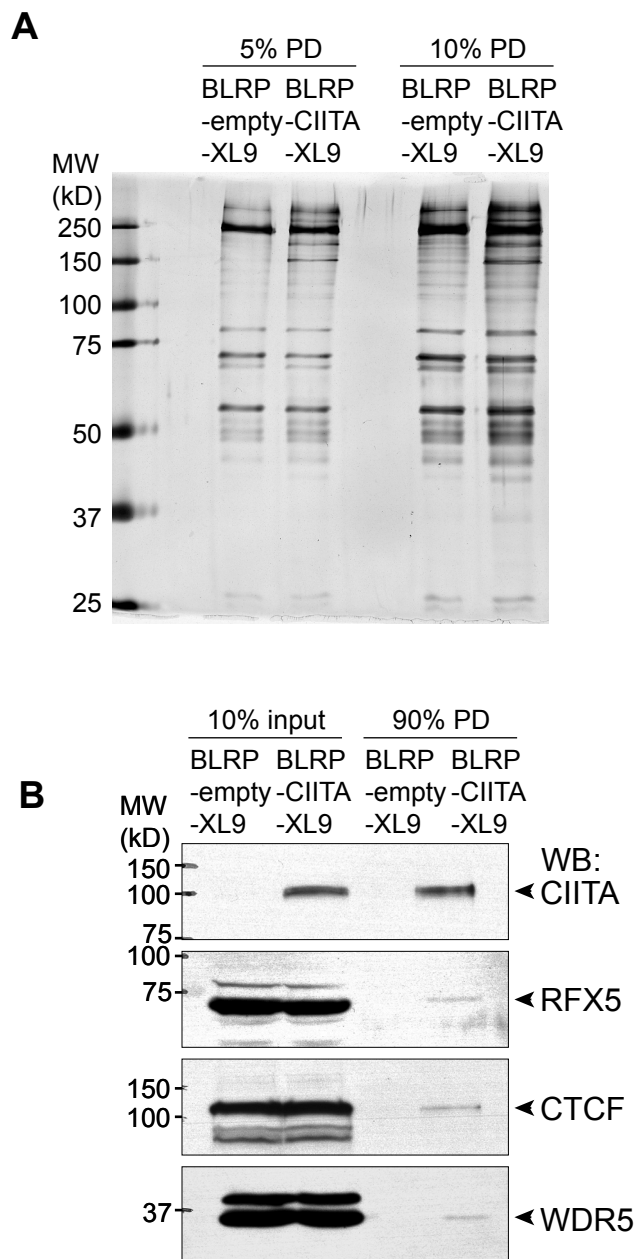 A
5% PD 10% PD
BLRP BLRP BLRP BLRP
-empty -CIITA -empty -CIITA
-XL9 -XL9 -XL9 -XL9
MW
(kD)
250
150
100
75
50
37
25
10% input 90% PD
BLRP BLRP BLRP BLRP
B
-empty -CIITA -empty -CIITA
MW
(kD)
-XL9 -XL9 -XL9 -XL9
WB:
150
100
CIITA
75
100
75
RFX5
150
100
CTCF
37
WDR5